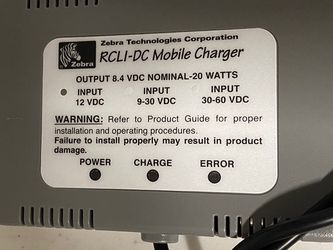 Zebra Technologies Corporation
Zebra
RCLI-DC Mobile Charger
OUTPUT 8.4 VDC NOMINAL-20 WATTS
INPUT INPUT INPUT
12 VDC 9-30 VDC 30-60 VDC
WARNING: Refer to Product Guide for proper
installation and operating procedures.
Failure to install properly may result in product
damage.
POWER CHARGE ERROR